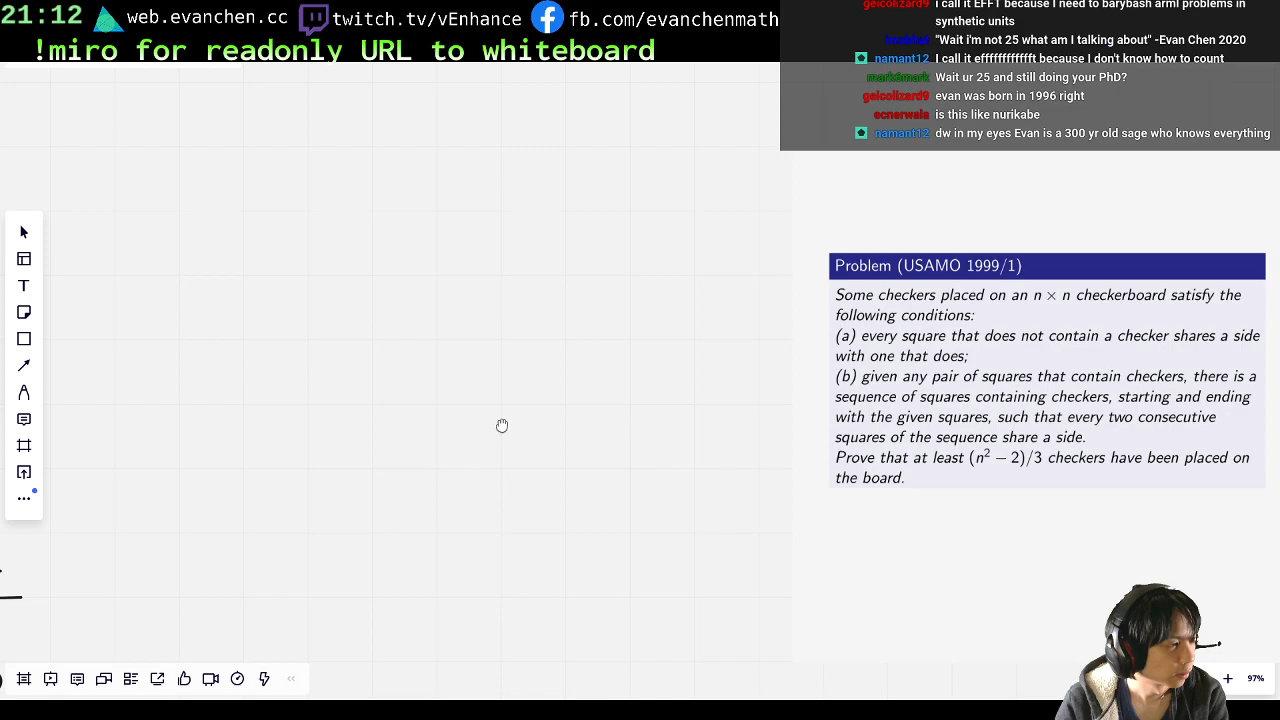 21:12 web.evanchen.cc twitch.tv/vEnhance fb.com/evanchenmath
!miro for readonly URL to whiteboard
geicolizard9 I call it EFFT because I need to barybash arml problems in
synthetic units
"Wait i'm not 25 what am I talking about" -Evan Chen 2020
namant12 I call it effffffffffft because I don't know how to count
mark6mark Wait ur 25 and still doing your PhD?
geicolizard9 evan was born in 1996 right
ecnerwala is this like nurikabe
namant12 dw in my eyes Evan is a 300 yr old sage who knows everything
T
Problem (USAMO 1999/1)
Some checkers placed on an n × n checkerboard satisfy the
following conditions:
(a) every square that does not contain a checker shares a side
with one that does;
(b) given any pair of squares that contain checkers, there is a
sequence of squares containing checkers, starting and ending
with the given squares, such that every two consecutive
squares of the sequence share a side.
Prove that at least (n² − 2)/3 checkers have been placed on
the board.
+ 97%